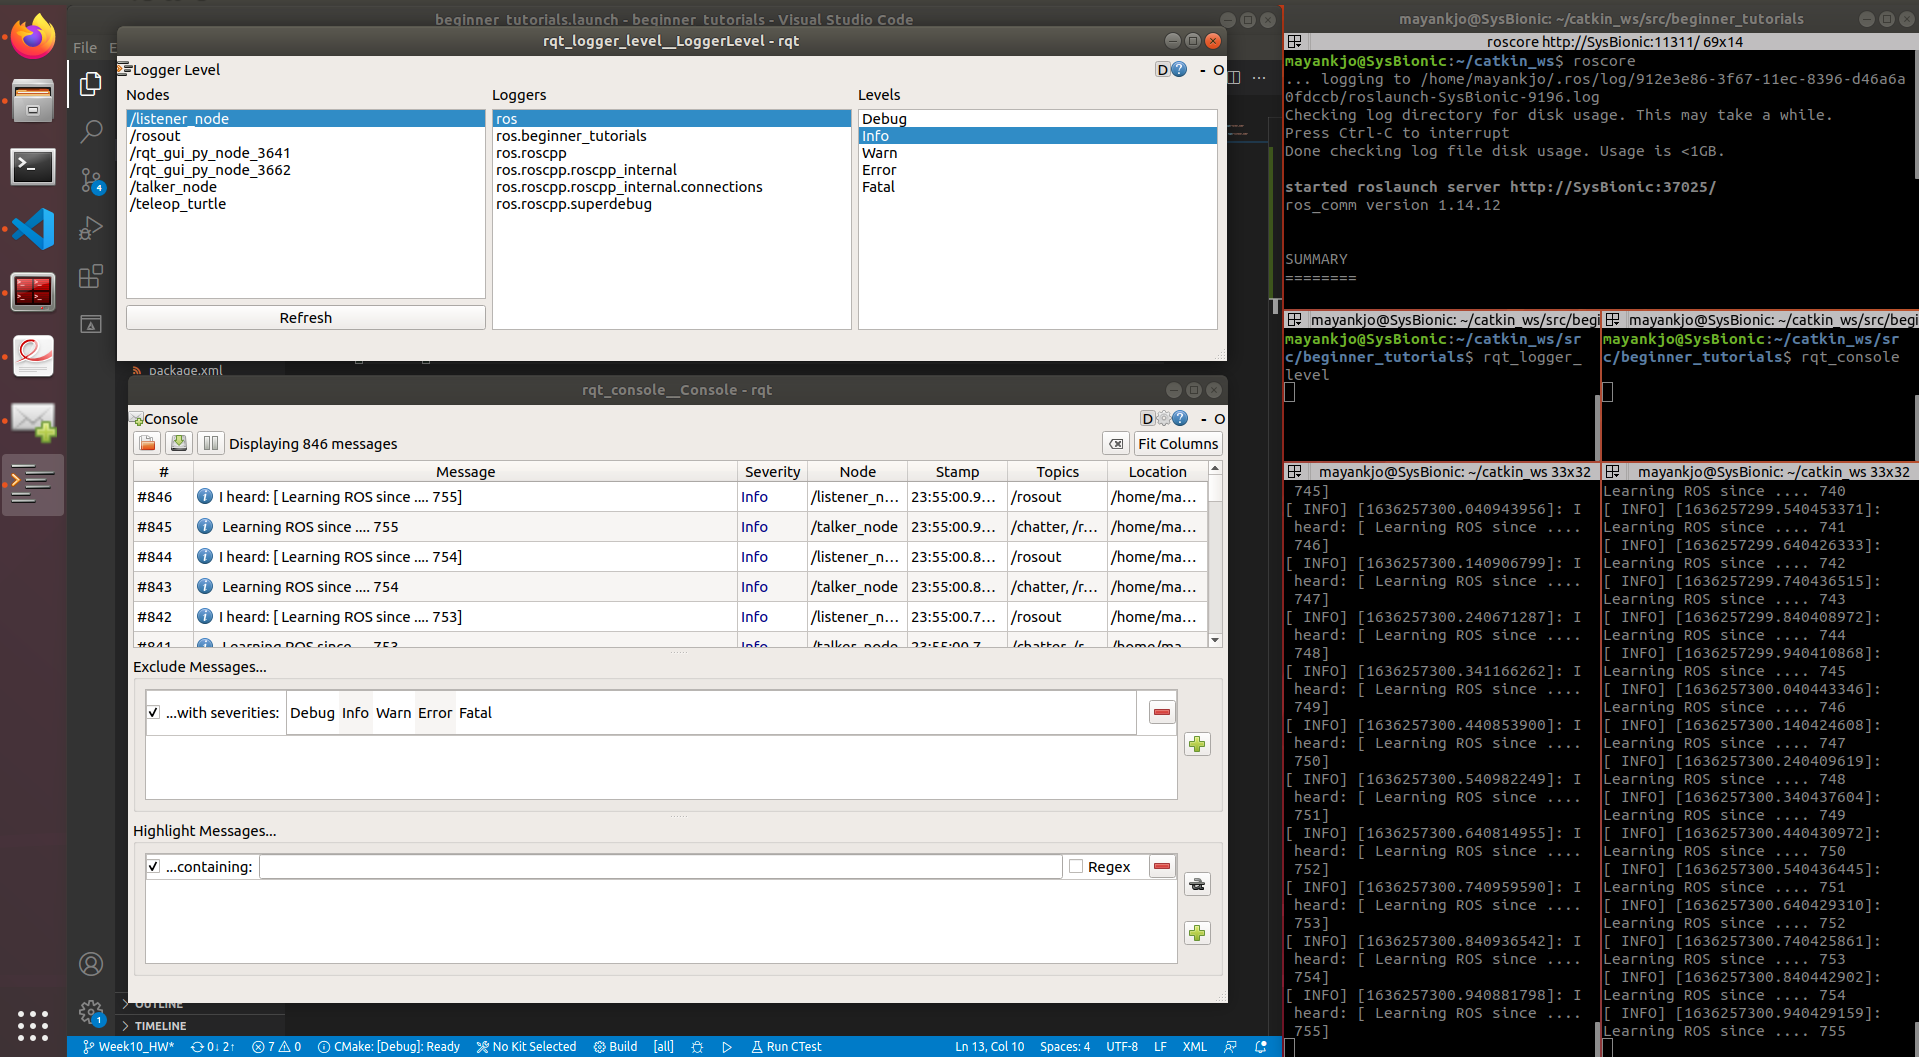 beginner_tutorials.launch - beginner_tutorials - Visual Studio Code
File
rqt_logger_level__LoggerLevel - rqt
Logger Level
D
- O
Nodes
Loggers
Levels
/listener_node
/rosout
/rqt_gui_py_node_3641
/rqt_gui_py_node_3662
/talker_node
/teleop_turtle
ros
ros.beginner_tutorials
ros.roscpp
ros.roscpp.roscpp_internal
ros.roscpp.roscpp_internal.connections
ros.roscpp.superdebug
Debug
Info
Warn
Error
Fatal
Refresh
4
package.xml
rqt_console__Console - rqt
Console
D
- O
Displaying 846 messages
Fit Columns
# Message Severity Node Stamp Topics Location
#846 I heard: [ Learning ROS since .... 755] Info /listener_n... 23:55:00.9... /rosout /home/ma...
#845 Learning ROS since .... 755 Info /talker_node 23:55:00.9... /chatter, /r... /home/ma...
#844 I heard: [ Learning ROS since .... 754] Info /listener_n... 23:55:00.8... /rosout /home/ma...
#843 Learning ROS since .... 754 Info /talker_node 23:55:00.8... /chatter, /r... /home/ma...
#842 I heard: [ Learning ROS since .... 753] Info /listener_n... 23:55:00.7... /rosout /home/ma...
#841 Learning ROS since .... 753 Info /talker_node 23:55:00.7... /chatter, /r... /home/ma...
Exclude Messages...
...with severities: Debug Info Warn Error Fatal
Highlight Messages...
...containing:
Regex
OUTLINE
TIMELINE
1
Week10_HW* 0↓ 2↑ 7 0 CMake: [Debug]: Ready No Kit Selected Build [all] Run CTest Ln 13, Col 10 Spaces: 4 UTF-8 LF XML
mayankjo@SysBionic: ~/catkin_ws/src/beginner_tutorials
roscore http://SysBionic:11311/ 69x14
mayankjo@SysBionic:~/catkin_ws$ roscore
... logging to /home/mayankjo/.ros/log/912e3e86-3f67-11ec-8396-d46a6a
0fdccb/roslaunch-SysBionic-9196.log
Checking log directory for disk usage. This may take a while.
Press Ctrl-C to interrupt
Done checking log file disk usage. Usage is <1GB.
started roslaunch server http://SysBionic:37025/
ros_comm version 1.14.12
SUMMARY
========
mayankjo@SysBionic: ~/catkin_ws/src/begi
mayankjo@SysBionic:~/catkin_ws/sr
c/beginner_tutorials$ rqt_logger_
level
mayankjo@SysBionic: ~/catkin_ws/src/begi
mayankjo@SysBionic:~/catkin_ws/sr
c/beginner_tutorials$ rqt_console
mayankjo@SysBionic: ~/catkin_ws 33x32
745]
[ INFO] [1636257300.040943956]: I
heard: [ Learning ROS since ....
746]
[ INFO] [1636257300.140906799]: I
heard: [ Learning ROS since ....
747]
[ INFO] [1636257300.240671287]: I
heard: [ Learning ROS since ....
748]
[ INFO] [1636257300.341166262]: I
heard: [ Learning ROS since ....
749]
[ INFO] [1636257300.440853900]: I
heard: [ Learning ROS since ....
750]
[ INFO] [1636257300.540982249]: I
heard: [ Learning ROS since ....
751]
[ INFO] [1636257300.640814955]: I
heard: [ Learning ROS since ....
752]
[ INFO] [1636257300.740959590]: I
heard: [ Learning ROS since ....
753]
[ INFO] [1636257300.840936542]: I
heard: [ Learning ROS since ....
754]
[ INFO] [1636257300.940881798]: I
heard: [ Learning ROS since ....
755]
mayankjo@SysBionic: ~/catkin_ws 33x32
Learning ROS since .... 740
[ INFO] [1636257299.540453371]:
Learning ROS since .... 741
[ INFO] [1636257299.640426333]:
Learning ROS since .... 742
[ INFO] [1636257299.740436515]:
Learning ROS since .... 743
[ INFO] [1636257299.840408972]:
Learning ROS since .... 744
[ INFO] [1636257299.940410868]:
Learning ROS since .... 745
[ INFO] [1636257300.040443346]:
Learning ROS since .... 746
[ INFO] [1636257300.140424608]:
Learning ROS since .... 747
[ INFO] [1636257300.240409619]:
Learning ROS since .... 748
[ INFO] [1636257300.340437604]:
Learning ROS since .... 749
[ INFO] [1636257300.440430972]:
Learning ROS since .... 750
[ INFO] [1636257300.540436445]:
Learning ROS since .... 751
[ INFO] [1636257300.640429310]:
Learning ROS since .... 752
[ INFO] [1636257300.740425861]:
Learning ROS since .... 753
[ INFO] [1636257300.840442902]:
Learning ROS since .... 754
[ INFO] [1636257300.940429159]:
Learning ROS since .... 755